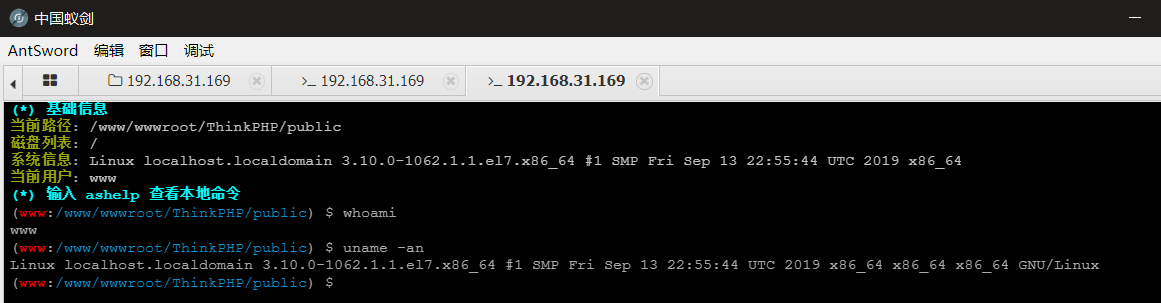 中国蚁剑
AntSword 编辑 窗口 调试
192.168.31.169 >_ 192.168.31.169 >_ 192.168.31.169
(*) 基础信息
当前路径: /www/wwwroot/ThinkPHP/public
磁盘列表: /
系统信息: Linux localhost.localdomain 3.10.0-1062.1.1.el7.x86_64 #1 SMP Fri Sep 13 22:55:44 UTC 2019 x86_64
当前用户: www
(*) 输入 ashelp 查看本地命令
(www:/www/wwwroot/ThinkPHP/public) $ whoami
www
(www:/www/wwwroot/ThinkPHP/public) $ uname -an
Linux localhost.localdomain 3.10.0-1062.1.1.el7.x86_64 #1 SMP Fri Sep 13 22:55:44 UTC 2019 x86_64 x86_64 x86_64 GNU/Linux
(www:/www/wwwroot/ThinkPHP/public) $